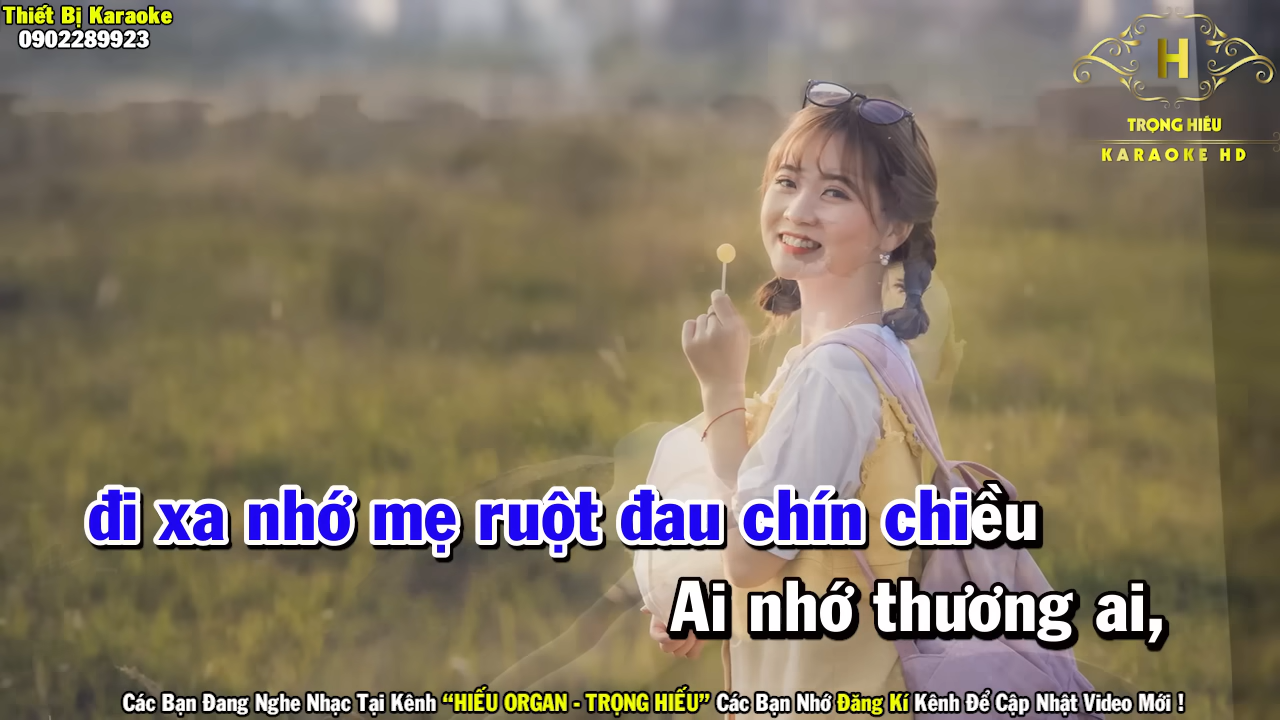 Thiết Bị Karaoke
0902289923
H
TRỌNG HIẾU
KARAOKE HD
đi xa nhớ mẹ ruột đau chín chiều
Ai nhớ thương ai,
Các Bạn Đang Nghe Nhạc Tại Kênh “HIẾU ORGAN - TRỌNG HIẾU” Các Bạn Nhớ Đăng Kí Kênh Để Cập Nhật Video Mới !